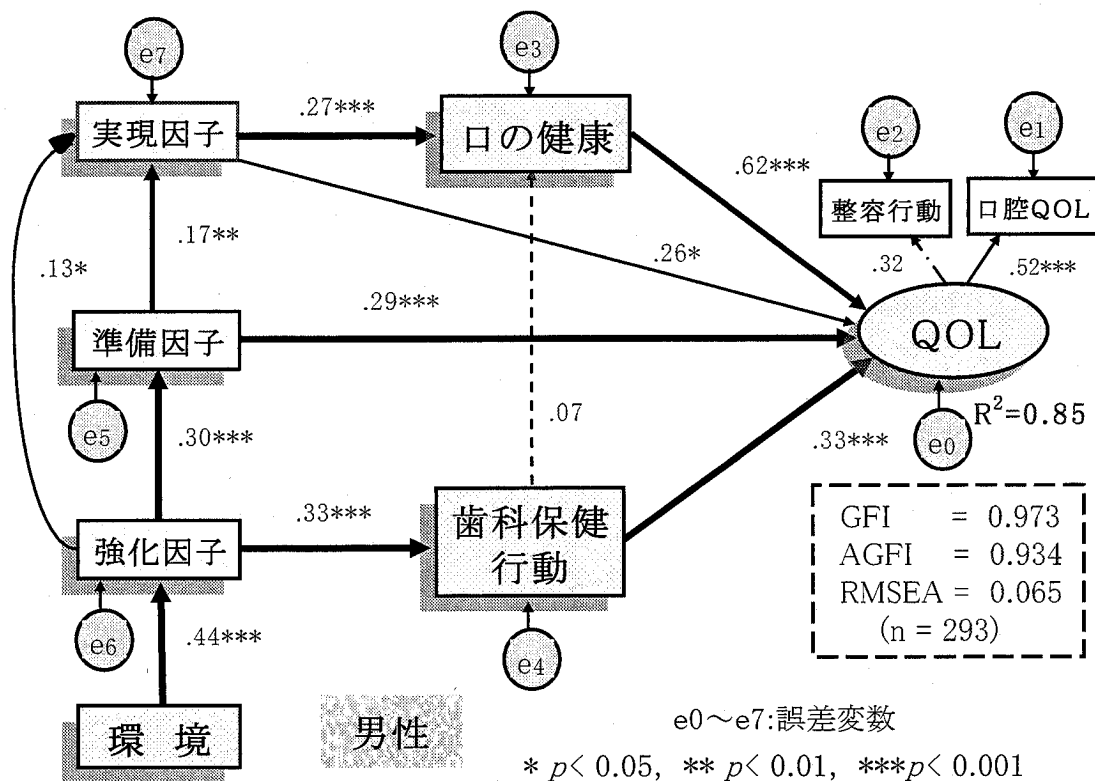 e7
e3
実現因子
.27***
口の健康
e2
e1
.62***
整容行動
口腔QOL
.17**
.26*
.32
.52***
.13*
.29***
準備因子
QOL
e5
.07
R²=0.85
.30***
.33***
e0
.33***
歯科保健
行動
強化因子
GFI = 0.973
AGFI = 0.934
RMSEA = 0.065
(n = 293)
e6
.44***
e4
環 境
男性
e0～e7:誤差変数
* p< 0.05, ** p< 0.01, ***p< 0.001